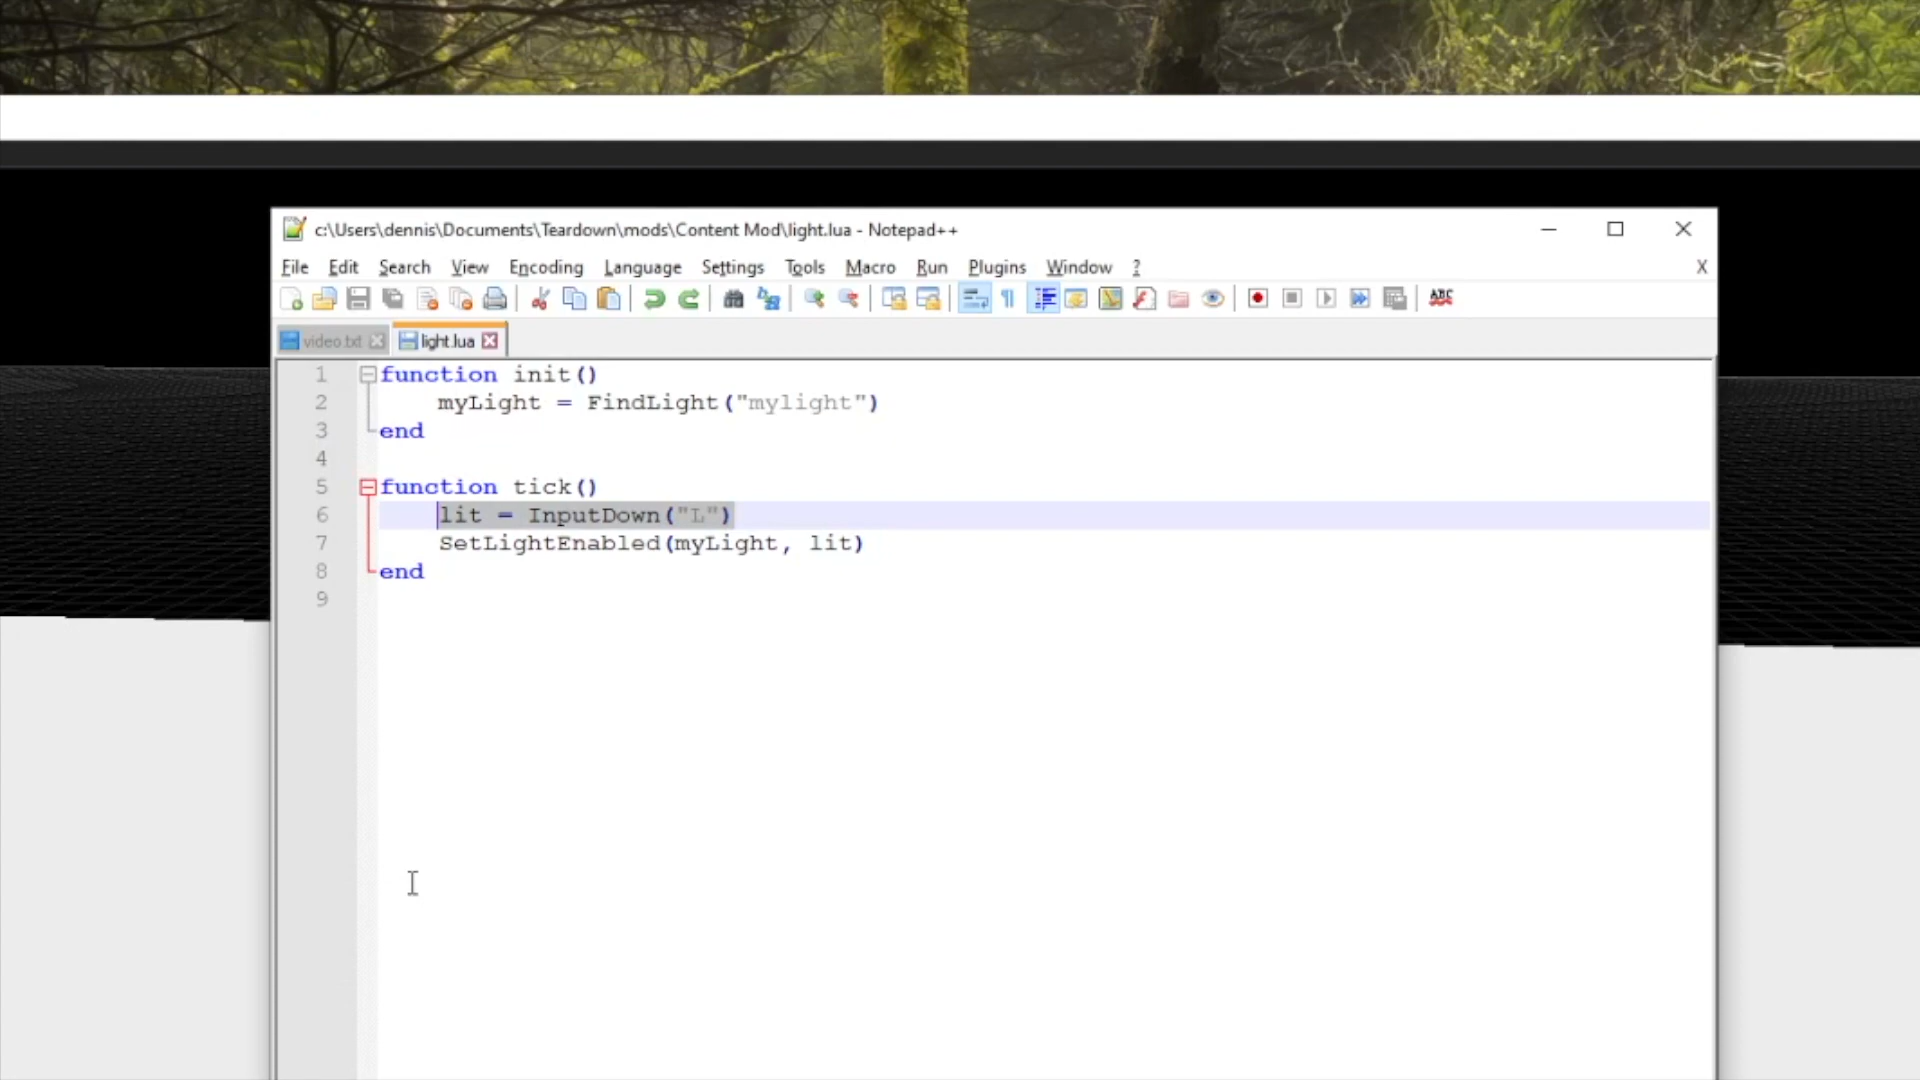 c:\Users\dennis\Documents\Teardown\mods\Content Mod\light.lua - Notepad++
File Edit Search View Encoding Language Settings Tools Macro Run Plugins Window ? X
ABC
video.txt light.lua
1 function init()
2 myLight = FindLight("mylight")
3 end
4
5 function tick()
6 lit = InputDown("L")
7 SetLightEnabled(myLight, lit)
8 end
9